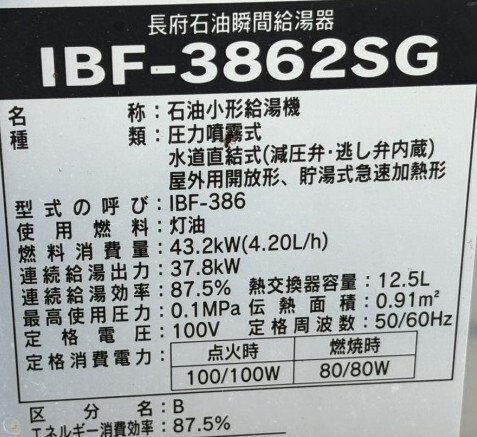 長府石油瞬間給湯器
IBF-3862SG
名称:石油小形給湯機
種類:圧力噴霧式
水道直結式(減圧弁・逃し弁内蔵)
屋外用開放形、貯湯式急速加熱形
型式の呼び:IBF-386
使用燃料:灯油
燃料消費量:43.2kW(4.20L/h)
連続給湯出力:37.8kW
連続給湯効率:87.5% 熱交換器容量:12.5L
最高使用圧力:0.1MPa 伝熱面積:0.91㎡
定格電圧:100V 定格周波数:50/60Hz
定格消費電力: 点火時 燃焼時
100/100W 80/80W
区分名:B
エネルギー消費効率:87.5%